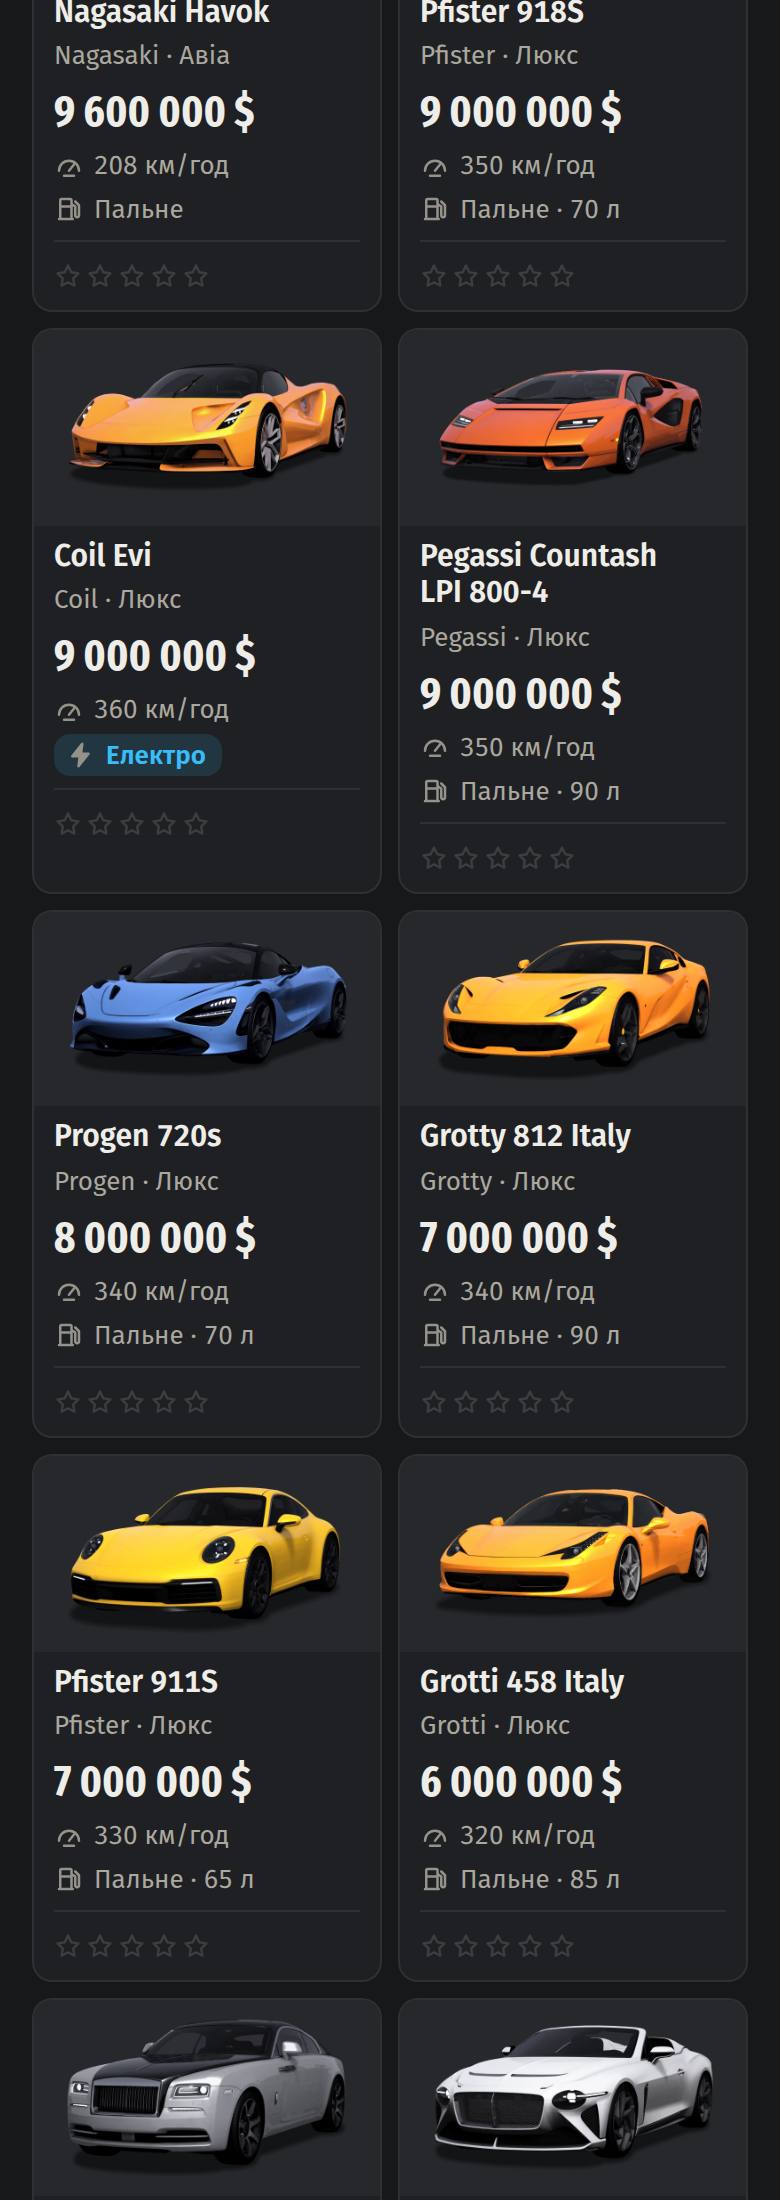 Nagasaki Havok
Nagasaki · Авіа
9 600 000 $
208 км/год
Пальне
Pfister 918S
Pfister · Люкс
9 000 000 $
350 км/год
Пальне · 70 л
Coil Evi
Coil · Люкс
9 000 000 $
360 км/год
Електро
Pegassi Countash
LPI 800-4
Pegassi · Люкс
9 000 000 $
350 км/год
Пальне · 90 л
Progen 720s
Progen · Люкс
8 000 000 $
340 км/год
Пальне · 70 л
Grotty 812 Italy
Grotty · Люкс
7 000 000 $
340 км/год
Пальне · 90 л
Pfister 911S
Pfister · Люкс
7 000 000 $
330 км/год
Пальне · 65 л
Grotti 458 Italy
Grotti · Люкс
6 000 000 $
320 км/год
Пальне · 85 л